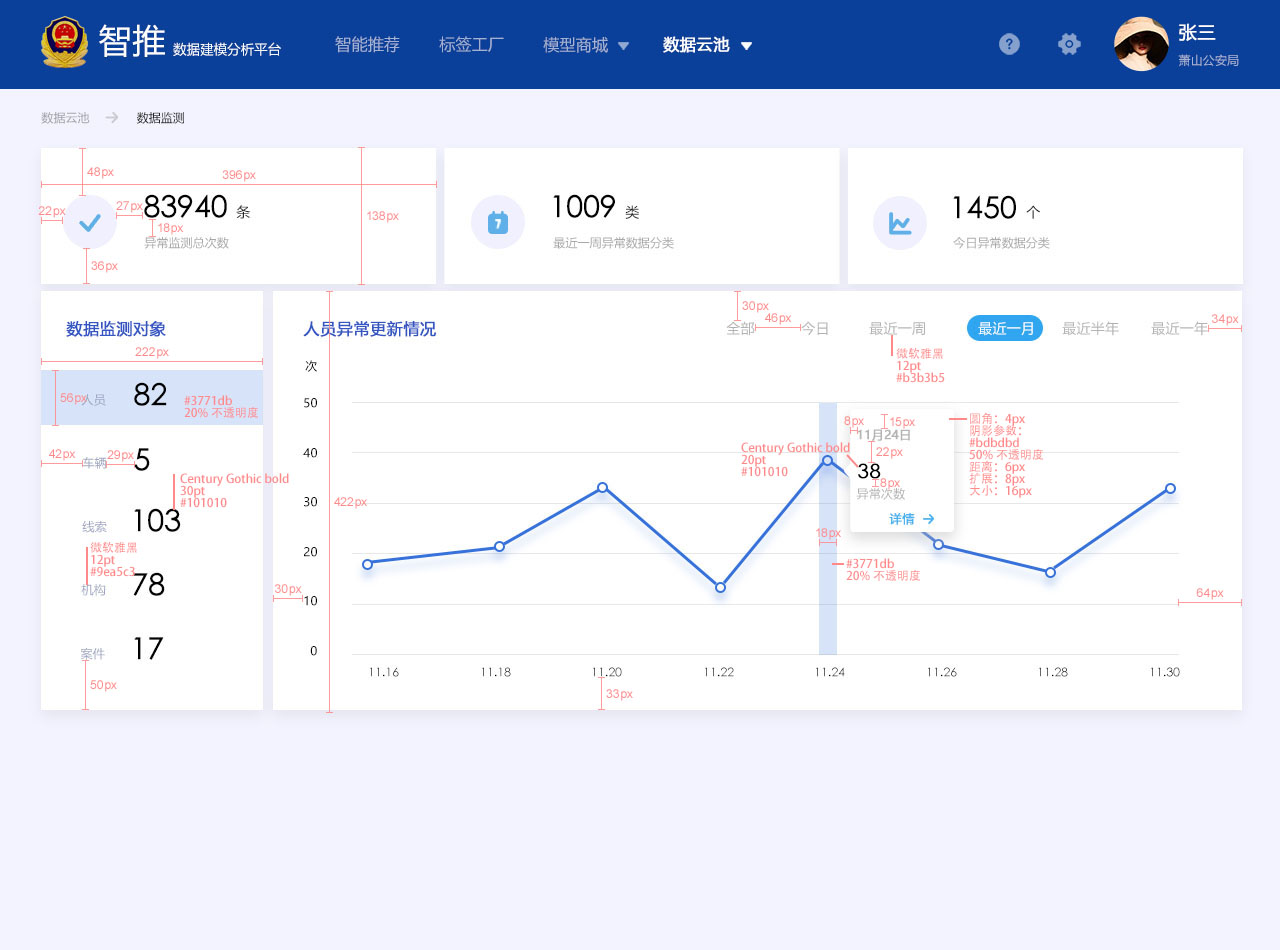 智推 数据建模分析平台 智能推荐 标签工厂 模型商城 数据云池 ? 张三
萧山公安局
数据云池 数据监测
48px
396px
22px
27px
83940 条
18px
异常监测总次数
138px
36px
7
1009 类
最近一周异常数据分类
1450 个
今日异常数据分类
数据监测对象
222px
56px
人员 82
#3771db
20% 不透明度
42px
车辆
29px
5
Century Gothic bold
30pt
#101010
线索 103
微软雅黑
12pt
#9ea5c3
机构 78
案件 17
50px
人员异常更新情况
30px
全部
46px
今日 最近一周 最近一月 最近半年 最近一年
34px
微软雅黑
12pt
#b3b3b5
次
50
40
30
20
10
0
422px
30px
Century Gothic bold
20pt
#101010
8px
15px
11月24日
22px
38
18px
异常次数
详情
圆角：4px
阴影参数：
#bdbdbd
50% 不透明度
距离：6px
扩展：8px
大小：16px
18px
#3771db
20% 不透明度
64px
11.16 11.18 11.20 11.22 11.24 11.26 11.28 11.30
33px